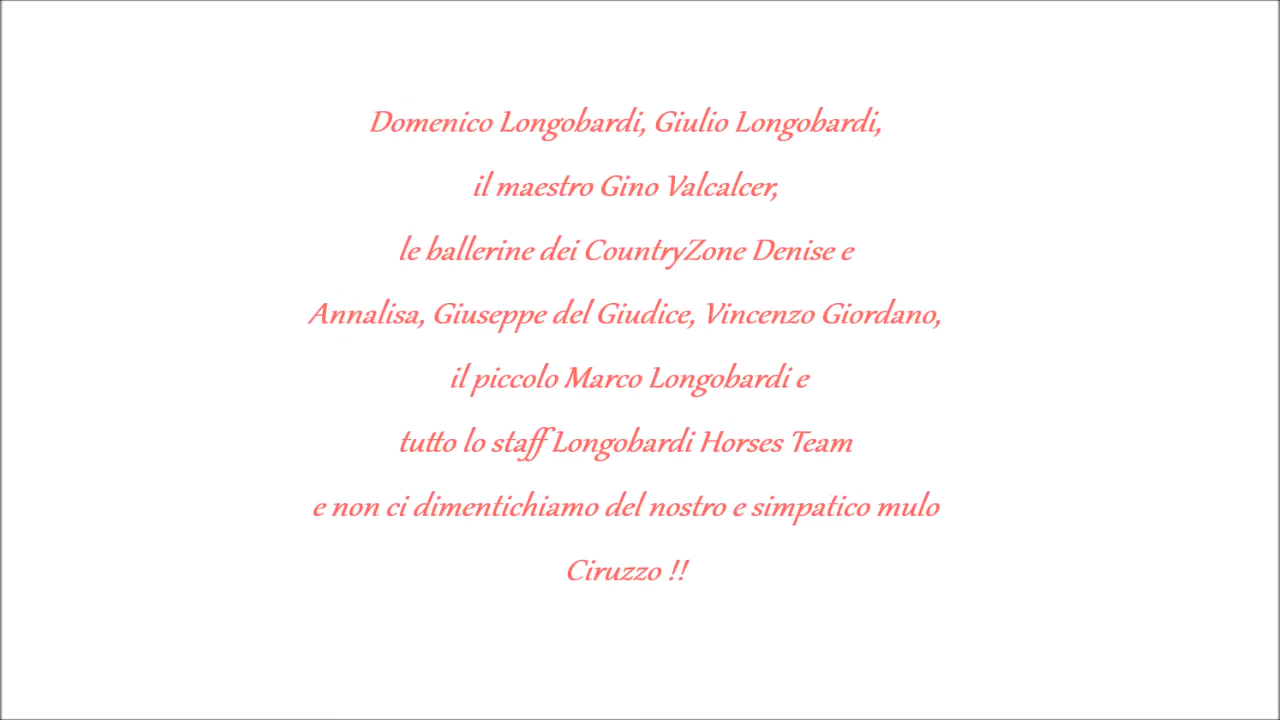 Domenico Longobardi, Giulio Longobardi,
il maestro Gino Valcalcer,
le ballerine dei CountryZone Denise e
Annalisa, Giuseppe del Giudice, Vincenzo Giordano,
il piccolo Marco Longobardi e
tutto lo staff Longobardi Horses Team
e non ci dimentichiamo del nostro e simpatico mulo
Ciruzzo !!